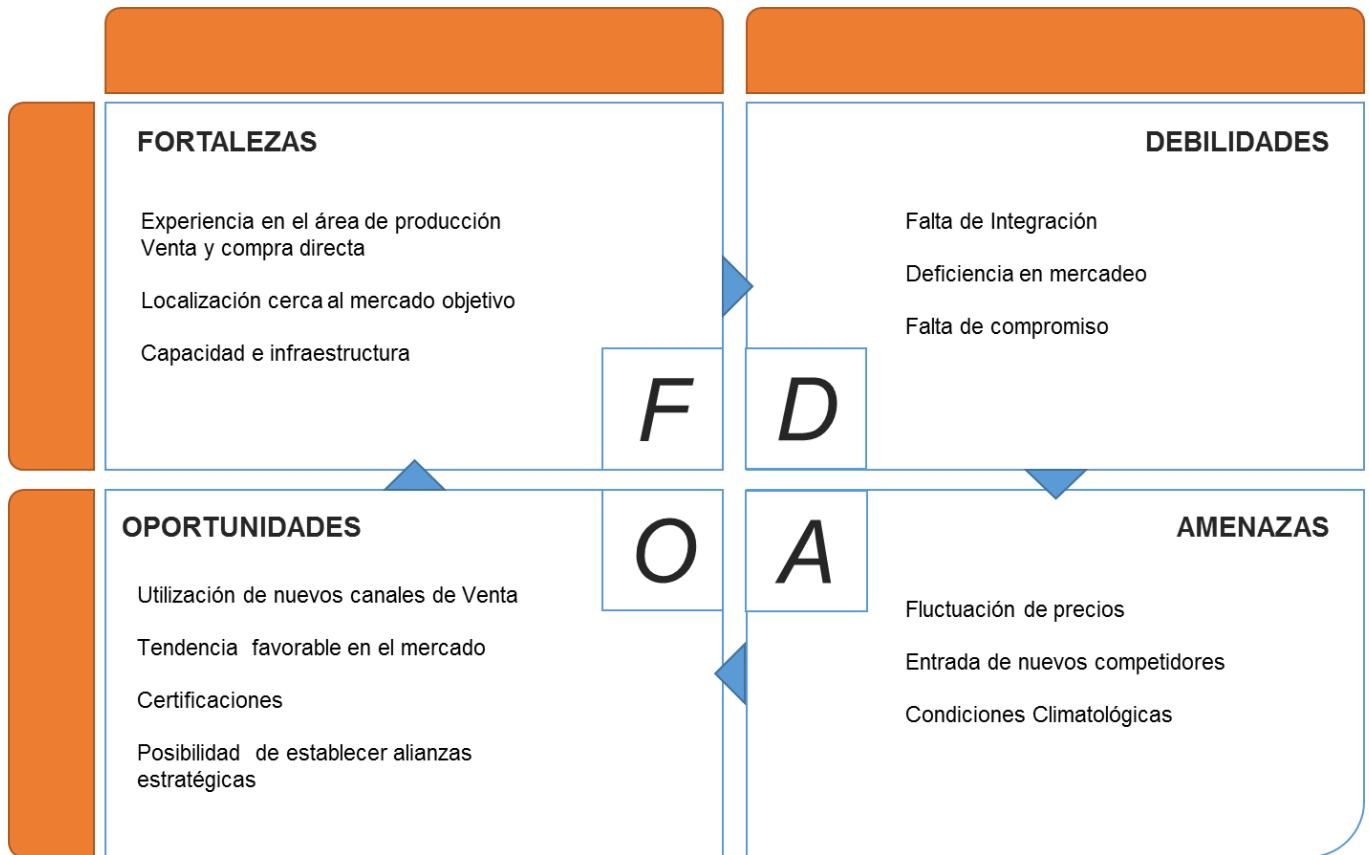 FORTALEZAS
Experiencia en el área de producción
Venta y compra directa
Localización cerca al mercado objetivo
Capacidad e infraestructura
F
DEBILIDADES
Falta de Integración
Deficiencia en mercadeo
Falta de compromiso
D
OPORTUNIDADES
Utilización de nuevos canales de Venta
Tendencia favorable en el mercado
Certificaciones
Posibilidad de establecer alianzas
estratégicas
O
AMENAZAS
Fluctuación de precios
Entrada de nuevos competidores
Condiciones Climatológicas
A